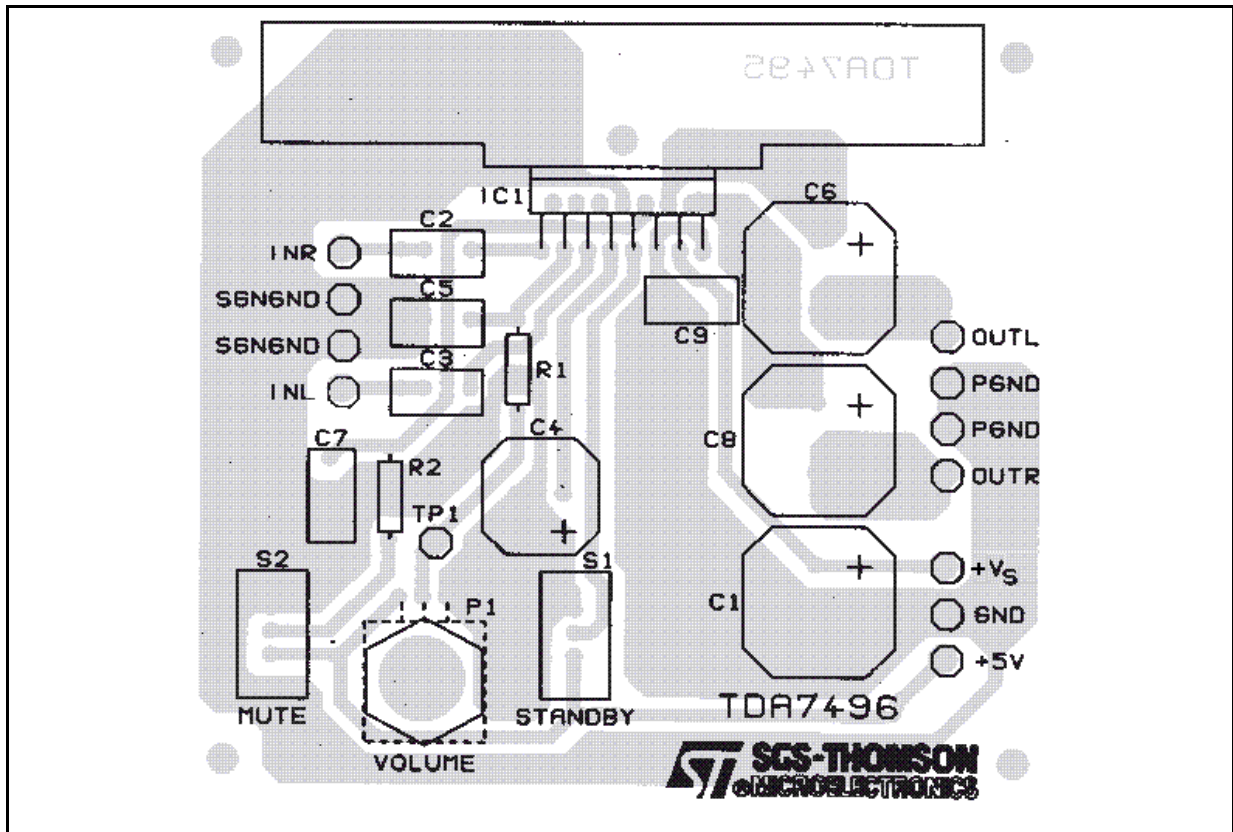 TDA7495
IC1
C6
C2
INR
C5
SGNGND
C9
OUTL
SGNGND
C3
R1
PGND
INL
C4
PGND
C7
C8
R2
OUTR
TP1
S2
S1
+VS
P1
C1
GND
+5V
MUTE
STANDBY
TDA7496
VOLUME
SGS-THOMSON
MICROELECTRONICS